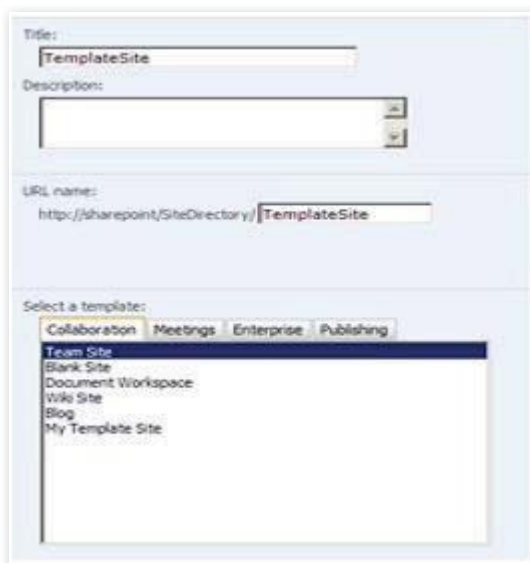 Title:
TemplateSite
Description:
URL name:
http://sharepoint/SiteDirectory/ TemplateSite
Select a template:
Collaboration Meetings Enterprise Publishing
Team Site
Blank Site
Document Workspace
Wiki Site
Blog
My Template Site